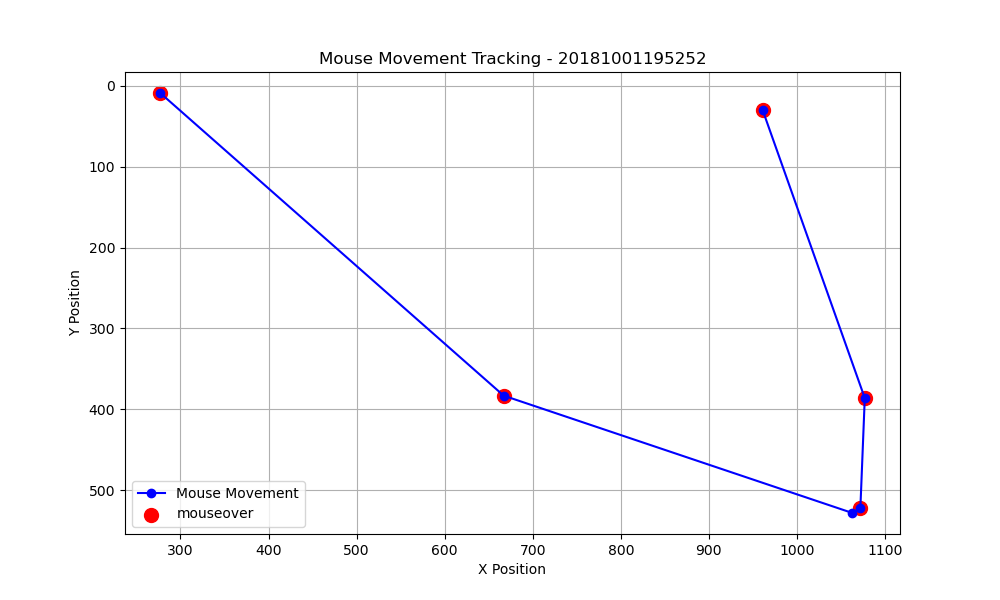 Mouse Movement Tracking - 20181001195252
0
100
200
300
400
500
Y Position
Mouse Movement
mouseover
300 400 500 600 700 800 900 1000 1100
X Position